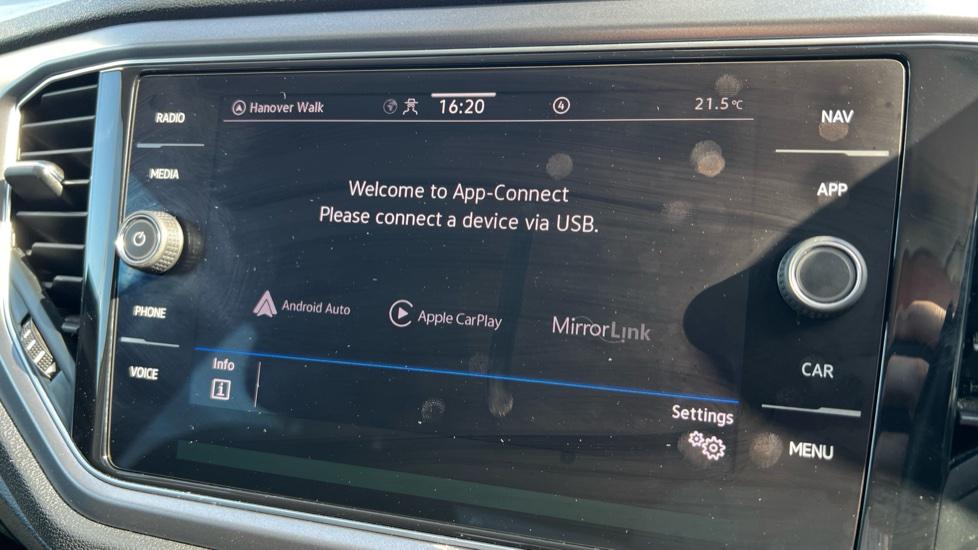 RADIO
MEDIA
PHONE
VOICE
Hanover Walk
16:20
4
21.5°C
Welcome to App-Connect
Please connect a device via USB.
Android Auto
Apple CarPlay
MirrorLink
Info
i
Settings
NAV
APP
CAR
MENU